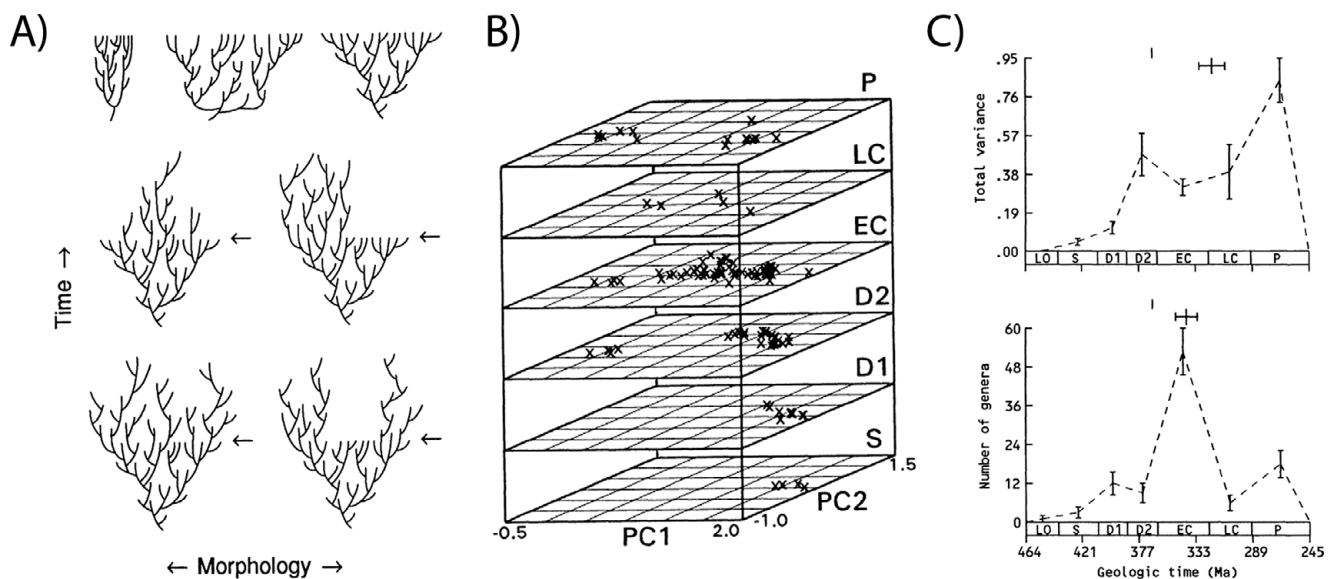 A)
Time →
← Morphology →
B)
P
LC
EC
D2
D1
S
1.5
PC2
-1.0
2.0
PC1
-0.5
C)
Total variance
.95
.76
.57
.38
.19
.00
LO S D1 D2 EC LC P
Number of genera
60
48
36
24
12
0
LO S D1 D2 EC LC P
464 421 377 333 289 245
Geologic time (Ma)